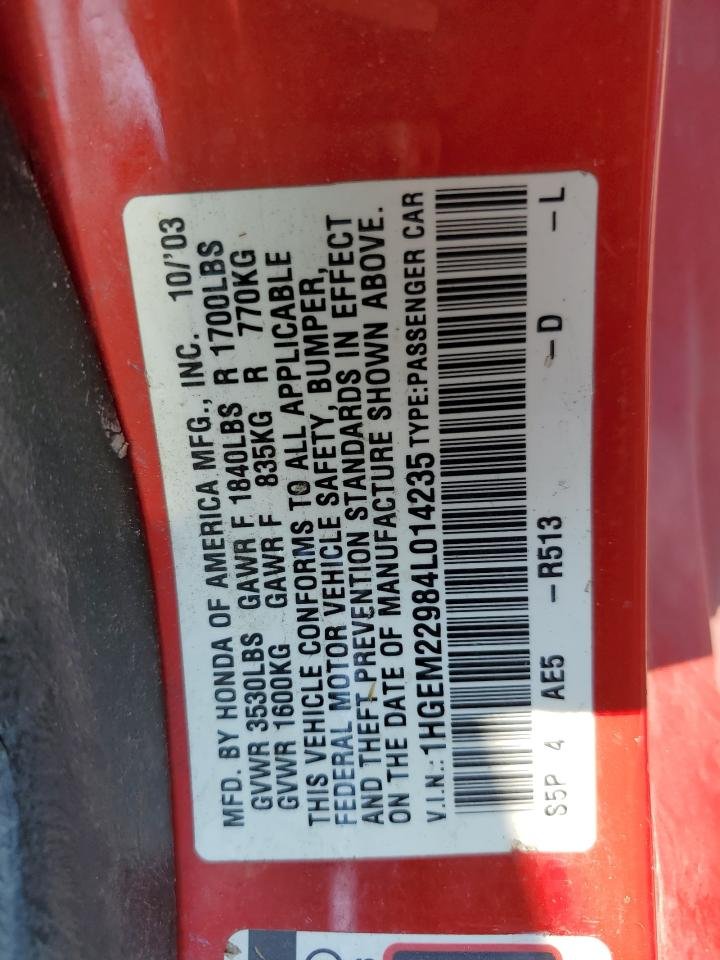 MFD. BY HONDA OF AMERICA MFG., INC. 10/'03
GVWR 3530LBS GAWR F 1840LBS R 1700LBS
GVWR 1600KG GAWR F 835KG R 770KG
THIS VEHICLE CONFORMS TO ALL APPLICABLE
FEDERAL MOTOR VEHICLE SAFETY, BUMPER,
AND THEFT PREVENTION STANDARDS IN EFFECT
ON THE DATE OF MANUFACTURE SHOWN ABOVE.
V.I.N.: 1HGEM22984L014235 TYPE:PASSENGER CAR
S5P 4 AE5 -R513 -D -L